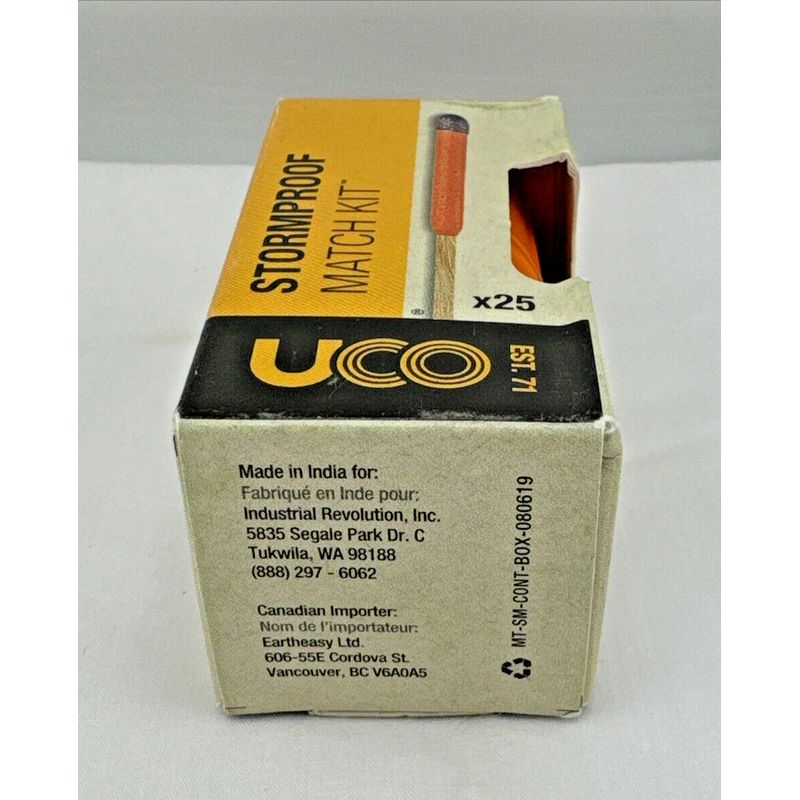 STORMPROOF
MATCH KIT™
x25
®
UCO
EST. 71
Made in India for:
Fabriqué en Inde pour:
Industrial Revolution, Inc.
5835 Segale Park Dr. C
Tukwila, WA 98188
(888) 297 - 6062
Canadian Importer:
Nom de l'importateur:
Eartheasy Ltd.
606-55E Cordova St.
Vancouver, BC V6A0A5
MT-SM-CONT-BOX-080619